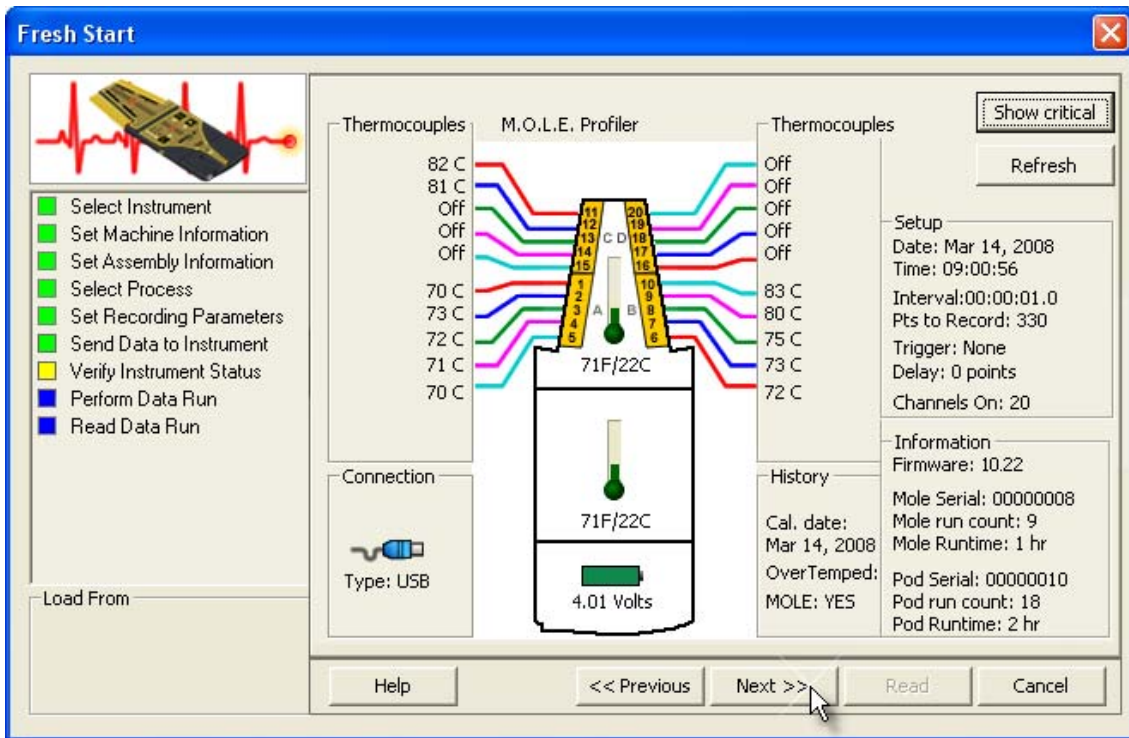 Fresh Start
Select Instrument
Set Machine Information
Set Assembly Information
Select Process
Set Recording Parameters
Send Data to Instrument
Verify Instrument Status
Perform Data Run
Read Data Run
Load From
Thermocouples
M.O.L.E. Profiler
Thermocouples
82 C
81 C
Off
Off
Off
70 C
73 C
72 C
71 C
70 C
11
12
13
14
15
1
2
3
4
5
C D
A B
20
19
18
17
16
10
9
8
7
6
Off
Off
Off
Off
Off
83 C
80 C
75 C
73 C
72 C
71F/22C
71F/22C
4.01 Volts
Connection
Type: USB
History
Cal. date:
Mar 14, 2008
OverTemped:
MOLE: YES
Show critical
Refresh
Setup
Date: Mar 14, 2008
Time: 09:00:56
Interval:00:00:01.0
Pts to Record: 330
Trigger: None
Delay: 0 points
Channels On: 20
Information
Firmware: 10.22
Mole Serial: 00000008
Mole run count: 9
Mole Runtime: 1 hr
Pod Serial: 00000010
Pod run count: 18
Pod Runtime: 2 hr
Help
<< Previous
Next >>
Read
Cancel